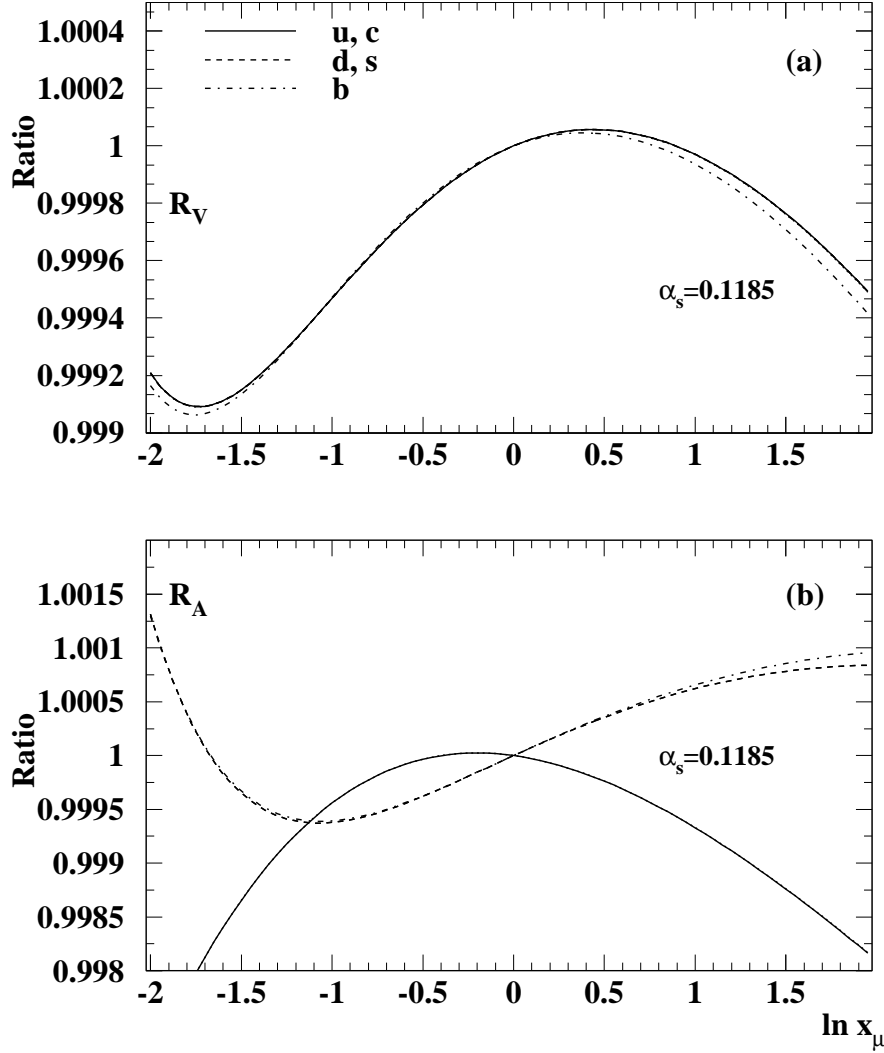 1.0004
u, c
(a)
d, s
1.0002
b
Ratio
1
0.9998
R_V
0.9996
α_s=0.1185
0.9994
0.9992
0.999
-2 -1.5 -1 -0.5 0 0.5 1 1.5
1.0015
R_A
(b)
1.001
1.0005
Ratio
1
α_s=0.1185
0.9995
0.999
0.9985
0.998
-2 -1.5 -1 -0.5 0 0.5 1 1.5
ln x_μ